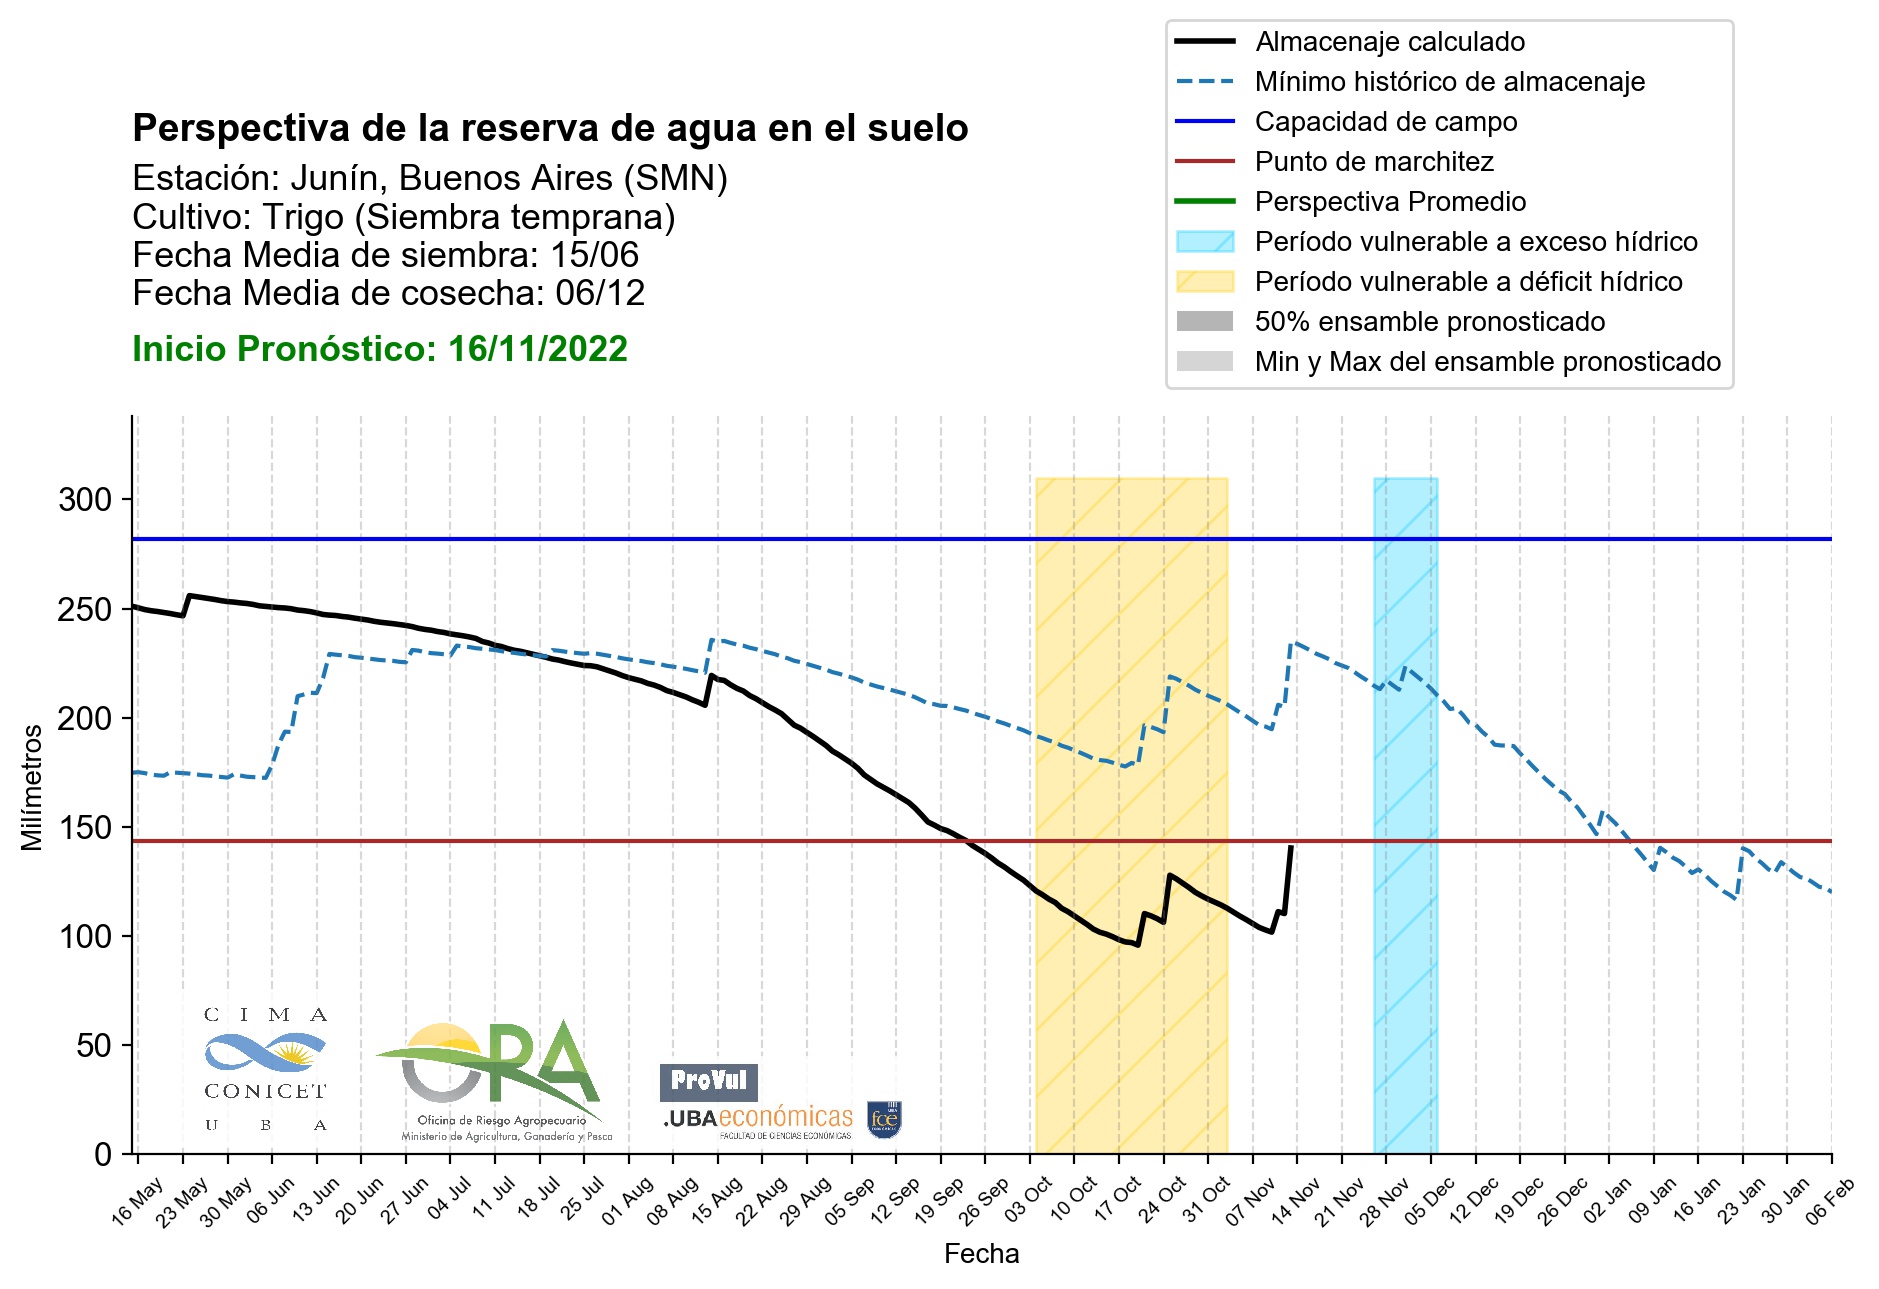 Almacenaje calculado
Mínimo histórico de almacenaje
Capacidad de campo
Punto de marchitez
Perspectiva Promedio
Período vulnerable a exceso hídrico
Período vulnerable a déficit hídrico
50% ensamble pronosticado
Min y Max del ensamble pronosticado
Perspectiva de la reserva de agua en el suelo
Estación: Junín, Buenos Aires (SMN)
Cultivo: Trigo (Siembra temprana)
Fecha Media de siembra: 15/06
Fecha Media de cosecha: 06/12
Inicio Pronóstico: 16/11/2022
Milímetros
300
250
200
150
100
50
0
CIMA
CONICET
UBA
ORA
Oficina de Riesgo Agropecuario
Ministerio de Agricultura, Ganadería y Pesca
ProVul
.UBAeconómicas
FACULTAD DE CIENCIAS ECONÓMICAS
fce
16 May
23 May
30 May
06 Jun
13 Jun
20 Jun
27 Jun
04 Jul
11 Jul
18 Jul
25 Jul
01 Aug
08 Aug
15 Aug
22 Aug
29 Aug
05 Sep
12 Sep
19 Sep
26 Sep
03 Oct
10 Oct
17 Oct
24 Oct
31 Oct
07 Nov
14 Nov
21 Nov
28 Nov
05 Dec
12 Dec
19 Dec
26 Dec
02 Jan
09 Jan
16 Jan
23 Jan
30 Jan
06 Feb
Fecha